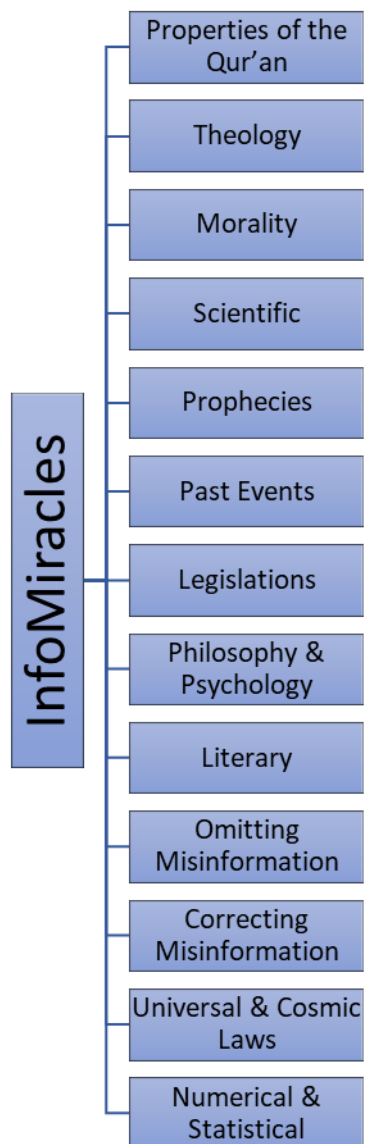 InfoMiracles
Properties of the
Qur’an
Theology
Morality
Scientific
Prophecies
Past Events
Legislations
Philosophy &
Psychology
Literary
Omitting
Misinformation
Correcting
Misinformation
Universal & Cosmic
Laws
Numerical &
Statistical